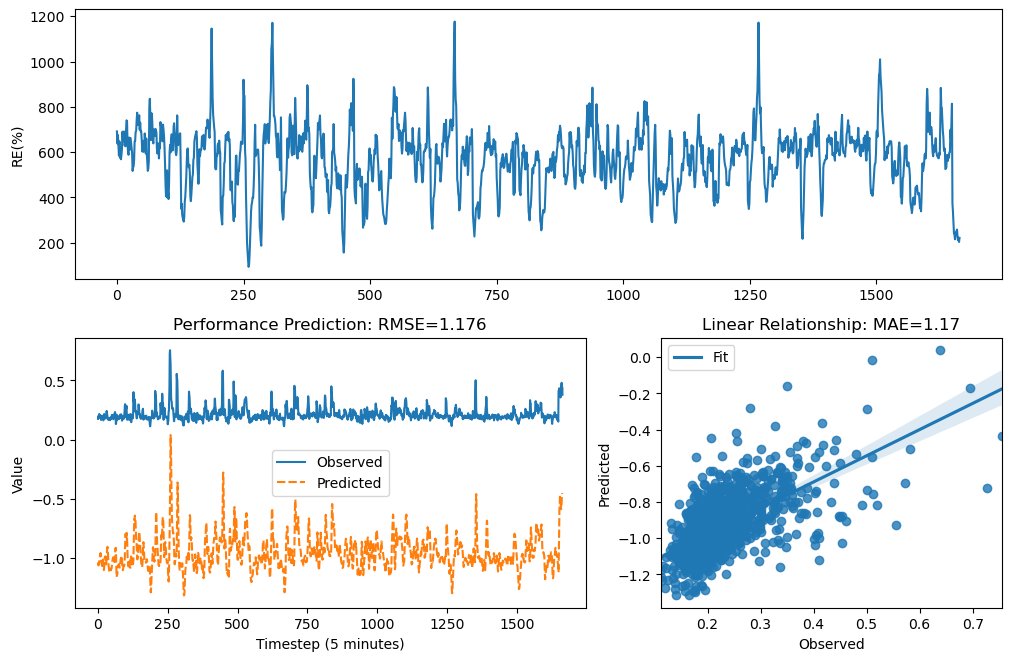 1200
1000
800
600
400
200
RE(%)
0 250 500 750 1000 1250 1500
Performance Prediction: RMSE=1.176
0.5
0.0
−0.5
−1.0
Value
Observed
Predicted
0 250 500 750 1000 1250 1500
Timestep (5 minutes)
Linear Relationship: MAE=1.17
Fit
0.0
−0.2
−0.4
−0.6
−0.8
−1.0
−1.2
Predicted
0.2 0.3 0.4 0.5 0.6 0.7
Observed